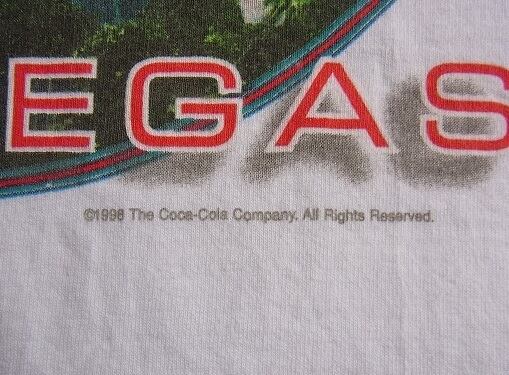 EGAS
©1998 The Coca-Cola Company. All Rights Reserved.